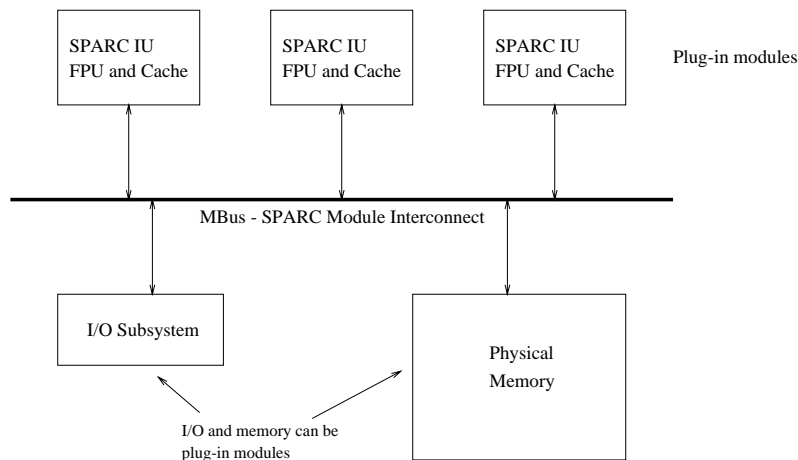 SPARC IU
FPU and Cache
SPARC IU
FPU and Cache
SPARC IU
FPU and Cache
Plug-in modules
MBus - SPARC Module Interconnect
I/O Subsystem
Physical
Memory
I/O and memory can be
plug-in modules